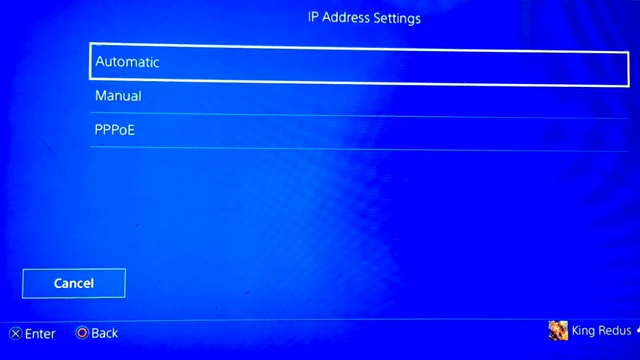 IP Address Settings
Automatic
Manual
PPPoE
Cancel
Enter
Back
King Redus